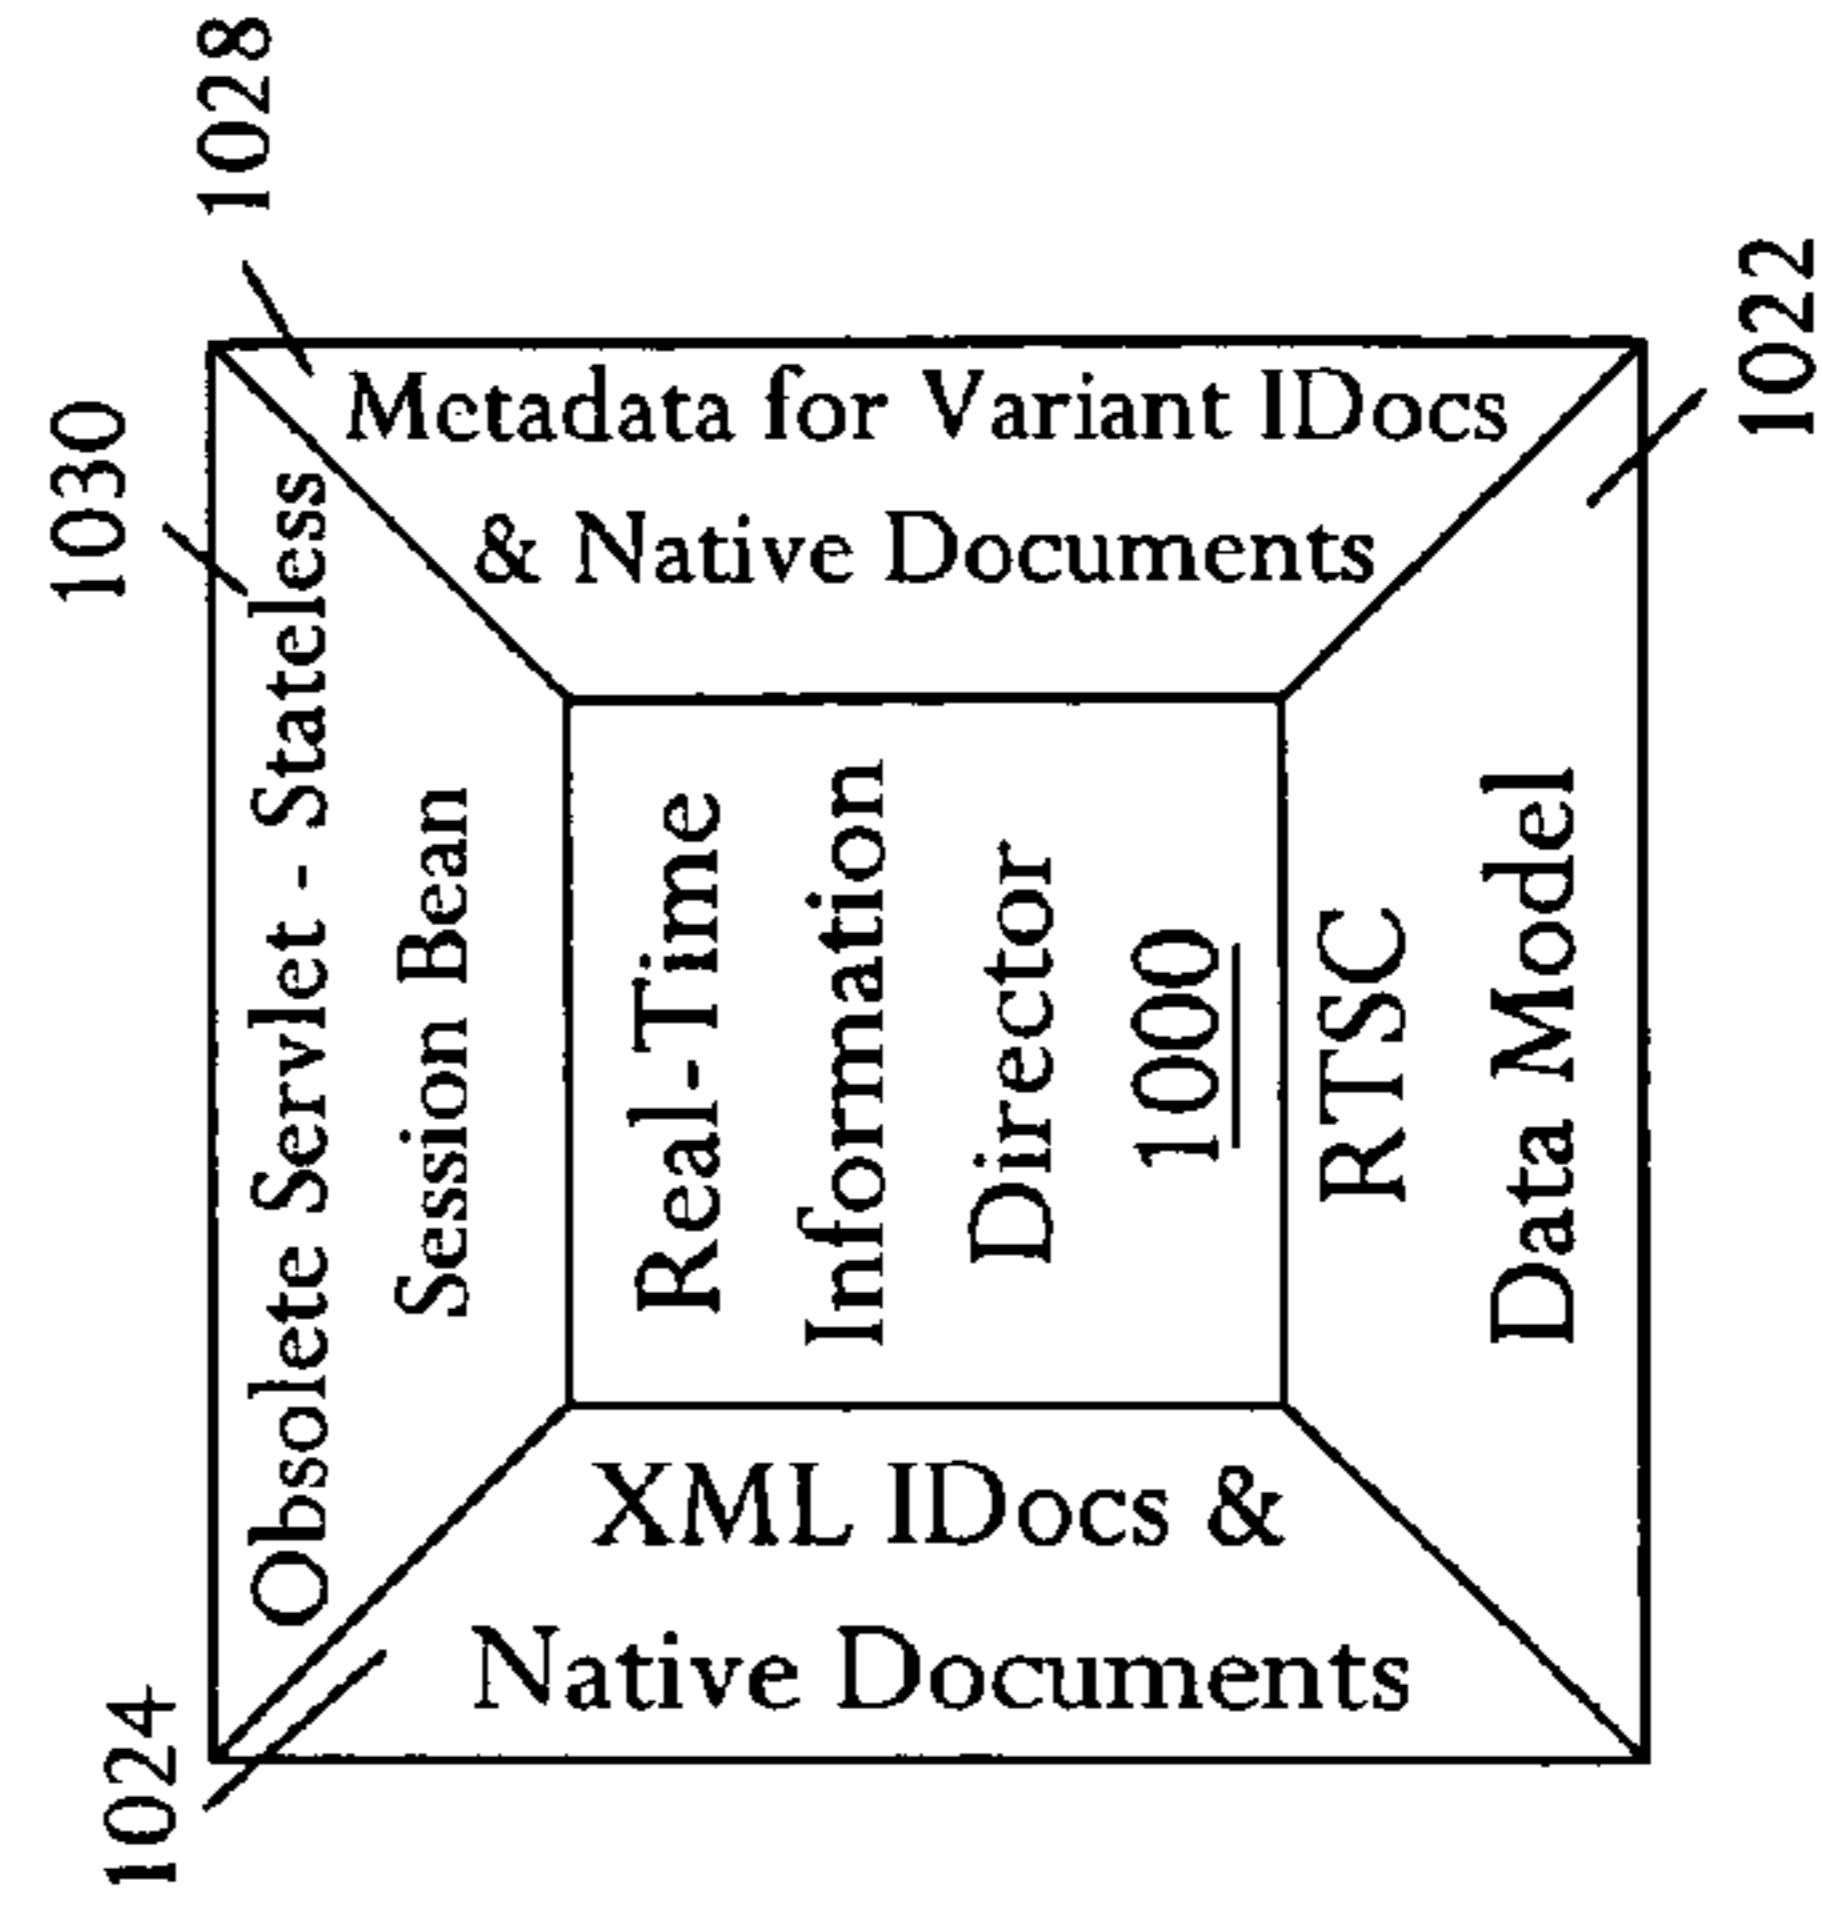 1028
1030
Metadata for Variant IDocs
& Native Documents
1022
Obsolete Servlet - Stateless
Session Bean
Real-Time
Information
Director
1000
RTSC
Data Model
XML IDocs &
Native Documents
1024